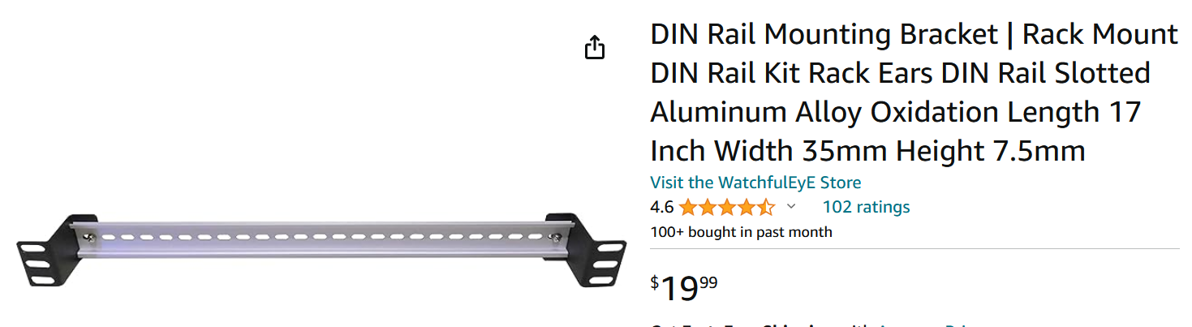 DIN Rail Mounting Bracket | Rack Mount
DIN Rail Kit Rack Ears DIN Rail Slotted
Aluminum Alloy Oxidation Length 17
Inch Width 35mm Height 7.5mm
Visit the WatchfulEyE Store
4.6 102 ratings
100+ bought in past month
$1999